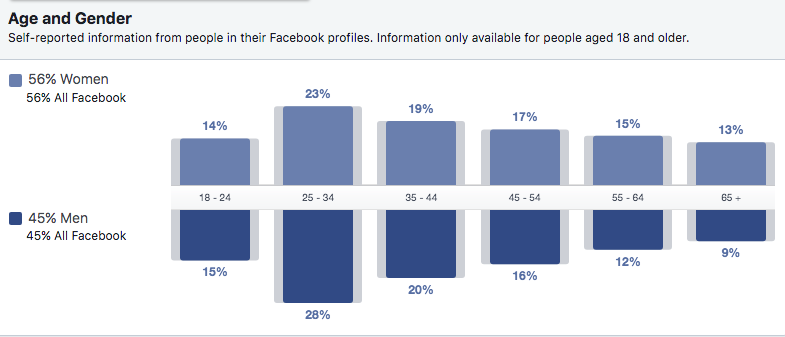 Age and Gender
Self-reported information from people in their Facebook profiles. Information only available for people aged 18 and older.
56% Women
56% All Facebook
14% 23% 19% 17% 15% 13%
18 - 24 25 - 34 35 - 44 45 - 54 55 - 64 65 +
45% Men
45% All Facebook
15% 28% 20% 16% 12% 9%